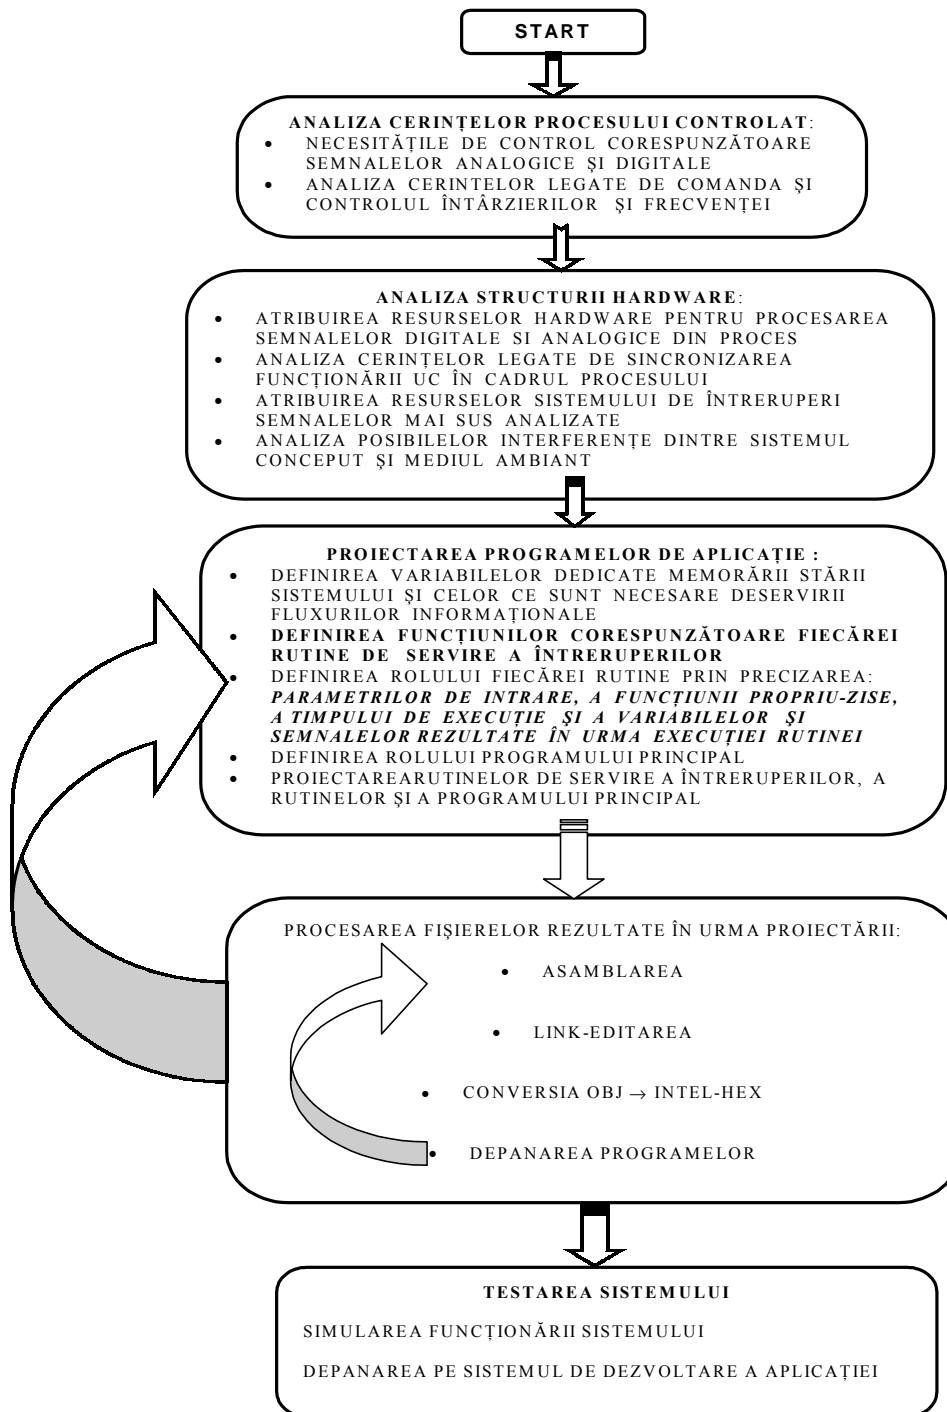 START
ANALIZA CERINȚELOR PROCESULUI CONTROLAT:
• NECESITĂȚILE DE CONTROL CORESPUNZĂTOARE
SEMNALELOR ANALOGICE ȘI DIGITALE
• ANALIZA CERINTELOR LEGATE DE COMANDA ȘI
CONTROLUL ÎNTÂRZIERILOR ȘI FRECVENȚEI
ANALIZA STRUCTURII HARDWARE:
• ATRIBUIREA RESURSELOR HARDWARE PENTRU PROCESAREA
SEMNALELOR DIGITALE SI ANALOGICE DIN PROCES
• ANALIZA CERINȚELOR LEGATE DE SINCRONIZAREA
FUNCȚIONĂRII UC ÎN CADRUL PROCESULUI
• ATRIBUIREA RESURSELOR SISTEMULUI DE ÎNTRERUPERI
SEMNALELOR MAI SUS ANALIZATE
• ANALIZA POSIBILELOR INTERFERENȚE DINTRE SISTEMUL
CONCEPUT ȘI MEDIUL AMBIANT
PROIECTAREA PROGRAMELOR DE APLICAȚIE :
• DEFINIREA VARIABILELOR DEDICATE MEMORĂRII STĂRII
SISTEMULUI ȘI CELOR CE SUNT NECESARE DESERVIRII
FLUXURILOR INFORMAȚIONALE
• DEFINIREA FUNCȚIUNILOR CORESPUNZĂTOARE FIECĂREI
RUTINE DE SERVIRE A ÎNTRERUPERILOR
• DEFINIREA ROLULUI FIECĂREI RUTINE PRIN PRECIZAREA:
PARAMETRILOR DE INTRARE, A FUNCȚIUNII PROPRIU-ZISE,
A TIMPULUI DE EXECUȚIE ȘI A VARIABILELOR ȘI
SEMNALELOR REZULTATE ÎN URMA EXECUȚIEI RUTINEI
• DEFINIREA ROLULUI PROGRAMULUI PRINCIPAL
• PROIECTAREARUTINELOR DE SERVIRE A ÎNTRERUPERILOR, A
RUTINELOR ȘI A PROGRAMULUI PRINCIPAL
PROCESAREA FIȘIERELOR REZULTATE ÎN URMA PROIECTĂRII:
• ASAMBLAREA
• LINK-EDITAREA
• CONVERSIA OBJ → INTEL-HEX
• DEPANAREA PROGRAMELOR
TESTAREA SISTEMULUI
SIMULAREA FUNCȚIONĂRII SISTEMULUI
DEPANAREA PE SISTEMUL DE DEZVOLTARE A APLICAȚIEI